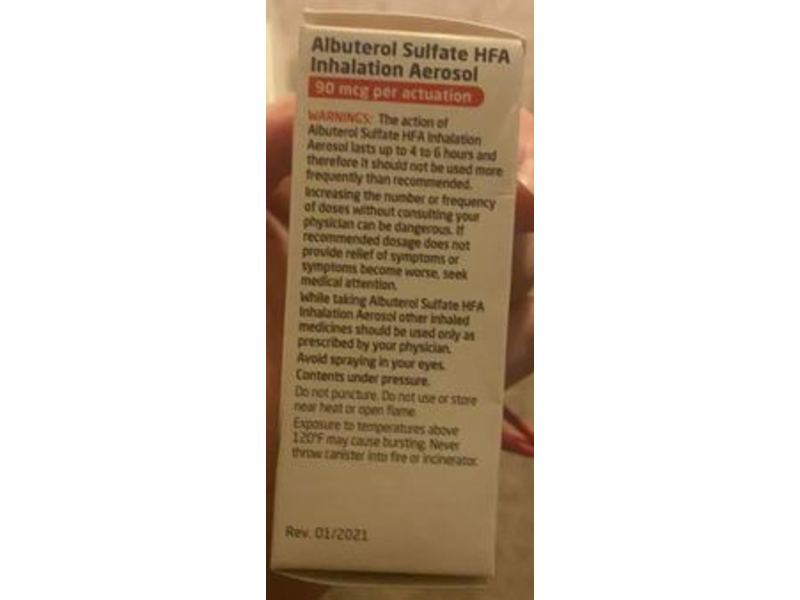 Albuterol Sulfate HFA
Inhalation Aerosol
90 mcg per actuation
WARNINGS: The action of
Albuterol Sulfate HFA Inhalation
Aerosol lasts up to 4 to 6 hours and
therefore it should not be used more
frequently than recommended.
Increasing the number or frequency
of doses without consulting your
physician can be dangerous. If
recommended dosage does not
provide relief of symptoms or
symptoms become worse, seek
medical attention.
While taking Albuterol Sulfate HFA
Inhalation Aerosol other inhaled
medicines should be used only as
prescribed by your physician.
Avoid spraying in your eyes.
Contents under pressure.
Do not puncture. Do not use or store
near heat or open flame.
Exposure to temperatures above
120°F may cause bursting. Never
throw canister into fire or incinerator.
Rev. 01/2021